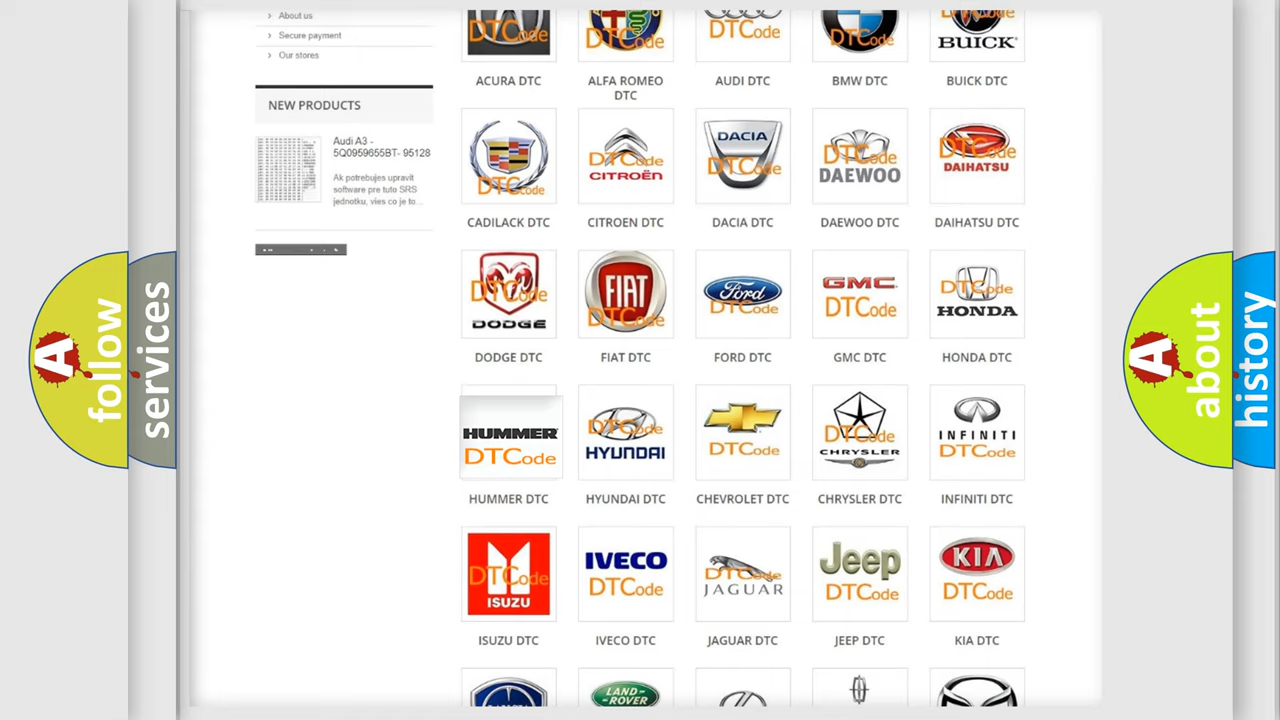 About us
Secure payment
Our stores
NEW PRODUCTS
Audi A3 -
5Q0959655BT- 95128
Ak potrebujes upravit
software pre tuto SRS
jednotku, vies co je to...
A
follow
services
A
about
history
DTCode
DTCode
DTCode
DTCode
BUICK
ACURA DTC
ALFA ROMEO
DTC
AUDI DTC
BMW DTC
BUICK DTC
DTCode
DTCode
CITROËN
DACIA
DTCode
DTCode
DAEWOO
DTCode
DAIHATSU
CADILACK DTC
CITROEN DTC
DACIA DTC
DAEWOO DTC
DAIHATSU DTC
DTCode
DODGE
FIAT
DTCode
Ford
DTCode
GMC
DTCode
DTCode
HONDA
DODGE DTC
FIAT DTC
FORD DTC
GMC DTC
HONDA DTC
HUMMER
DTCode
DTCode
HYUNDAI
DTCode
DTCode
CHRYSLER
INFINITI
DTCode
HUMMER DTC
HYUNDAI DTC
CHEVROLET DTC
CHRYSLER DTC
INFINITI DTC
DTCode
ISUZU
IVECO
DTCode
DTCode
JAGUAR
Jeep
DTCode
KIA
DTCode
ISUZU DTC
IVECO DTC
JAGUAR DTC
JEEP DTC
KIA DTC
LAND-
ROVER